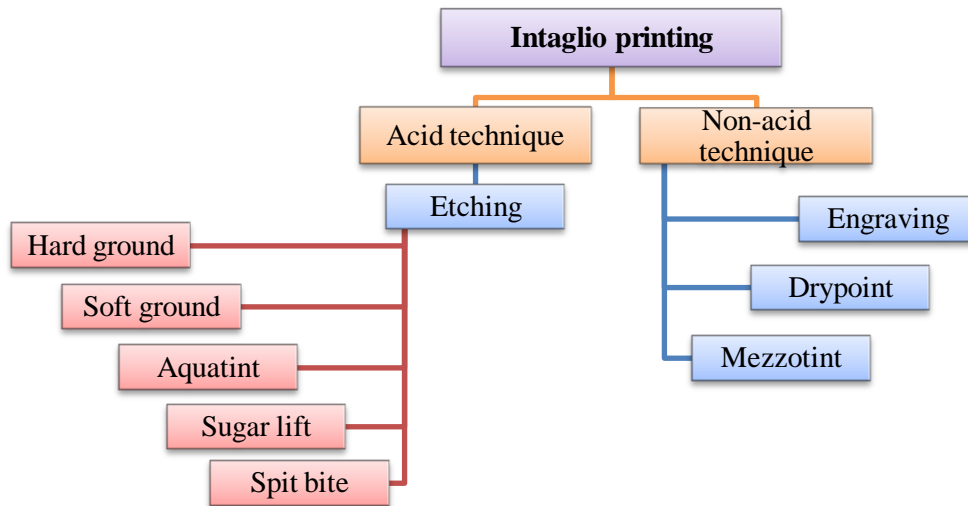 Intaglio printing
Acid technique
Non-acid
technique
Etching
Engraving
Hard ground
Drypoint
Soft ground
Mezzotint
Aquatint
Sugar lift
Spit bite